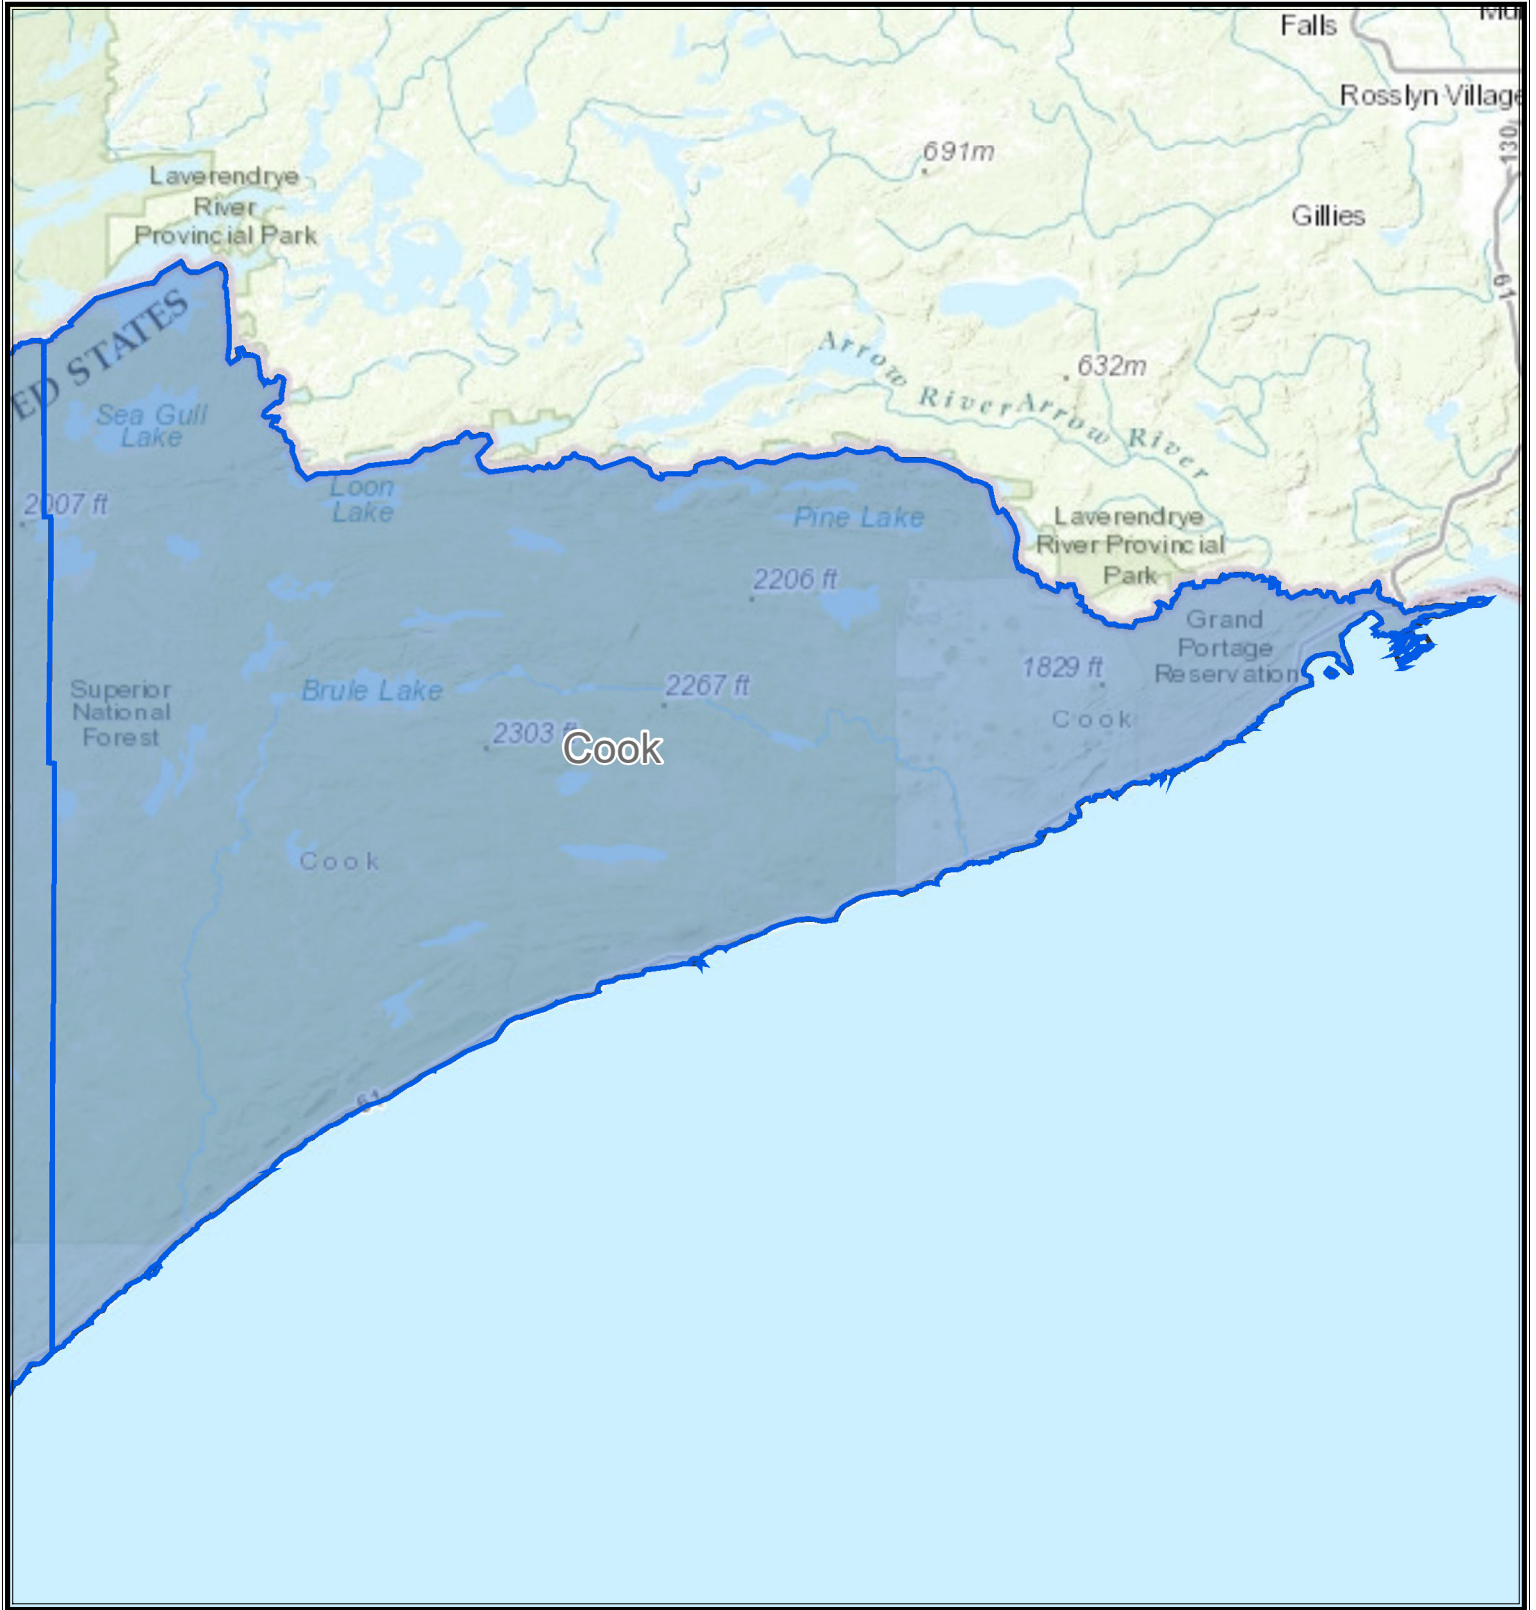 Falls
Rosslyn Village
130
691m
Laverendrye
River
Provincial Park
Gillies
61
ED STATES
Arrow River
Arrow River
632m
Sea Gull
Lake
2007 ft
Loon
Lake
Pine Lake
Laverendrye
River Provincial
Park
2206 ft
Grand
Portage
Reservation
1829 ft
Cook
Superior
National
Forest
Brule Lake
2267 ft
2303 ft
Cook
Cook
61